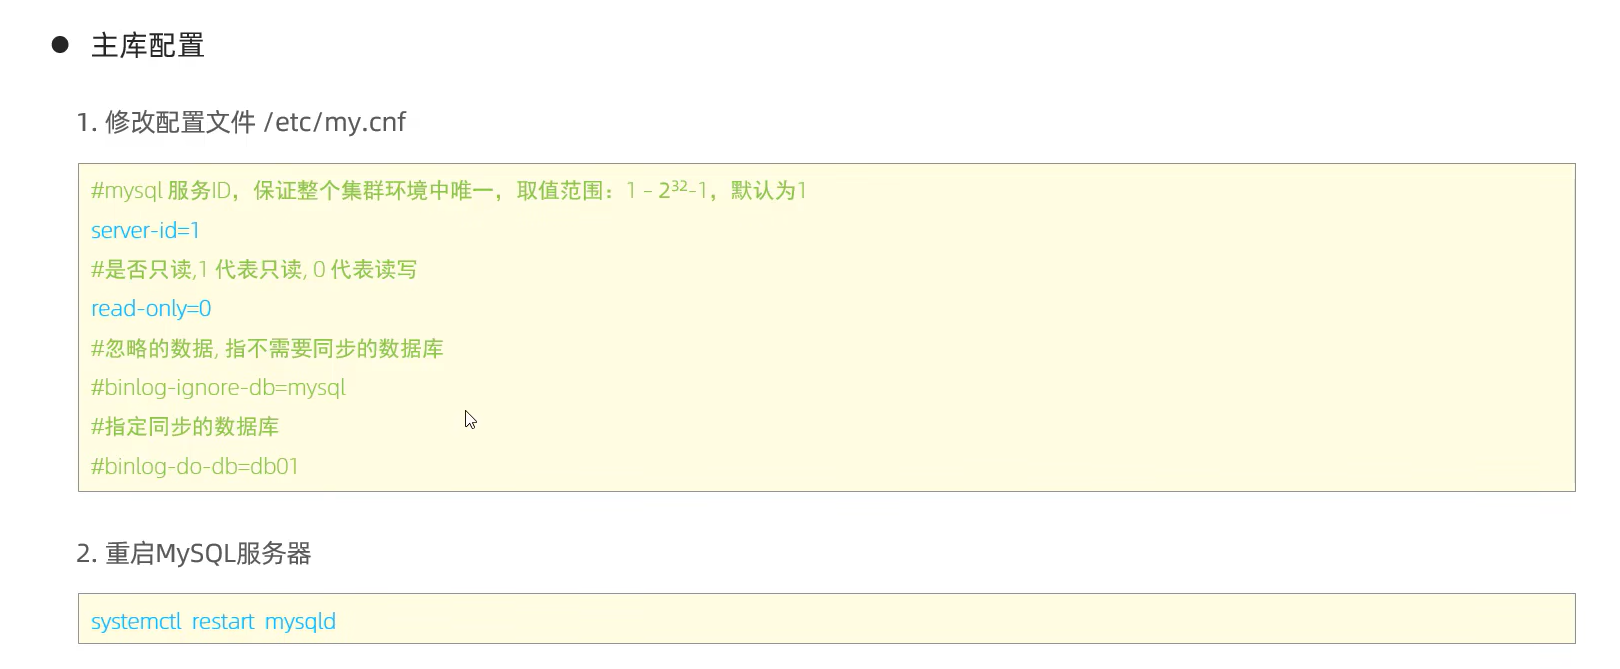 ● 主库配置
1. 修改配置文件 /etc/my.cnf
#mysql 服务ID，保证整个集群环境中唯一，取值范围：1 – 2³²-1，默认为1
server-id=1
#是否只读,1 代表只读, 0 代表读写
read-only=0
#忽略的数据, 指不需要同步的数据库
#binlog-ignore-db=mysql
#指定同步的数据库
#binlog-do-db=db01
2. 重启MySQL服务器
systemctl restart mysqld